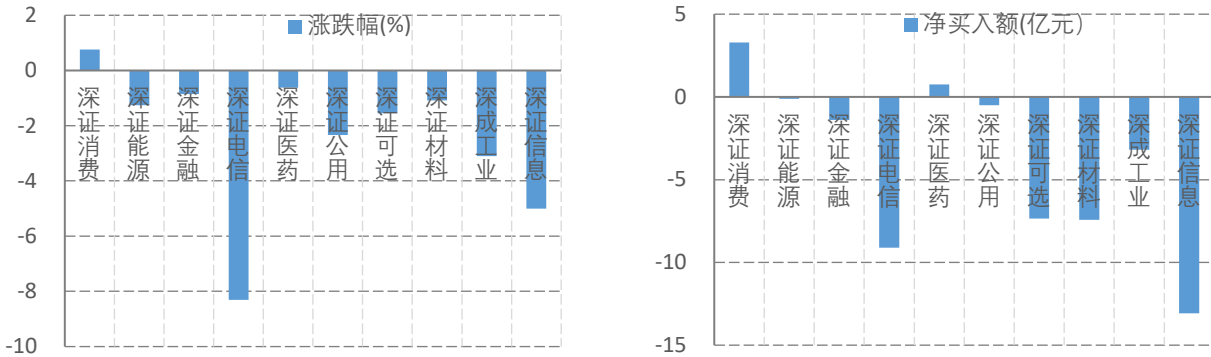 涨跌幅(%)
2
0
-2
-4
-6
-8
-10
深证消费
深证能源
深证金融
深证电信
深证医药
深证公用
深证可选
深证材料
深成工业
深证信息
净买入额(亿元）
5
0
-5
-10
-15
深证消费
深证能源
深证金融
深证电信
深证医药
深证公用
深证可选
深证材料
深成工业
深证信息